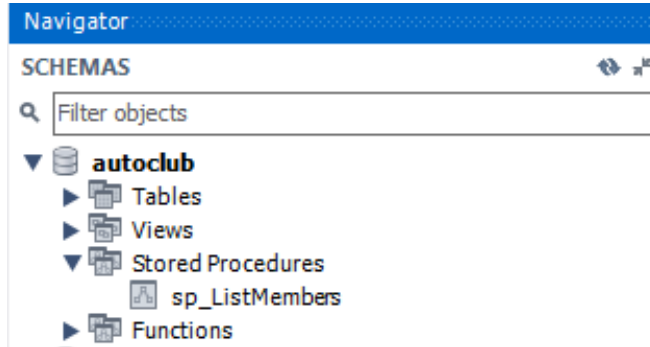 Navigator
SCHEMAS
Filter objects
autoclub
Tables
Views
Stored Procedures
sp_ListMembers
Functions